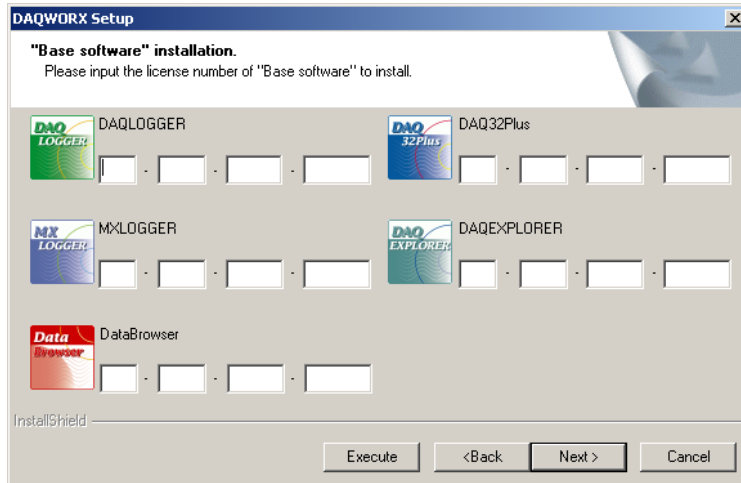 DAQWORX Setup
"Base software" installation.
Please input the license number of "Base software" to install.
DAQ
LOGGER
DAQLOGGER
- - -
DAQ
32Plus
DAQ32Plus
- - -
MX
LOGGER
MXLOGGER
- - -
DAQ
EXPLORER
DAQEXPLORER
- - -
Data
Browser
DataBrowser
- - -
InstallShield
Execute
<Back
Next >
Cancel